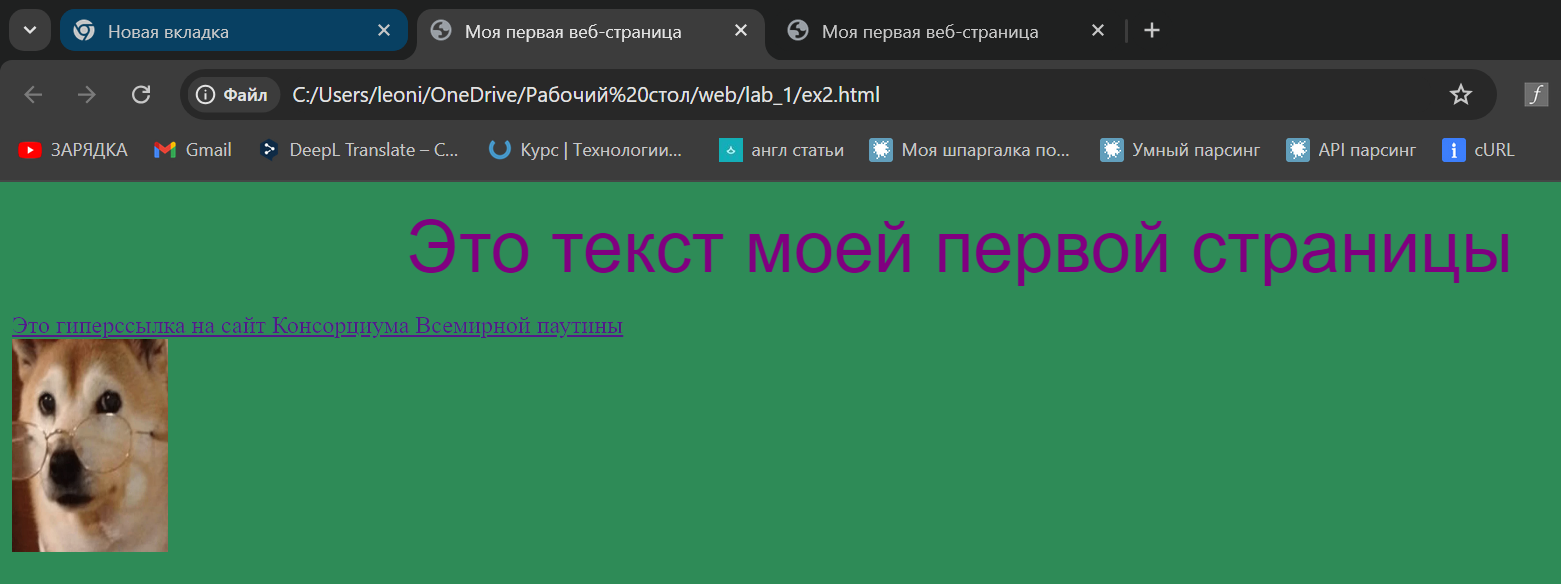 Новая вкладка
Моя первая веб-страница
Моя первая веб-страница
Файл C:/Users/leoni/OneDrive/Рабочий%20стол/web/lab_1/ex2.html
ЗАРЯДКА Gmail DeepL Translate – C... Курс | Технологии... англ статьи Моя шпаргалка по... Умный парсинг API парсинг cURL
Это текст моей первой страницы
Это гиперссылка на сайт Консорциума Всемирной паутины